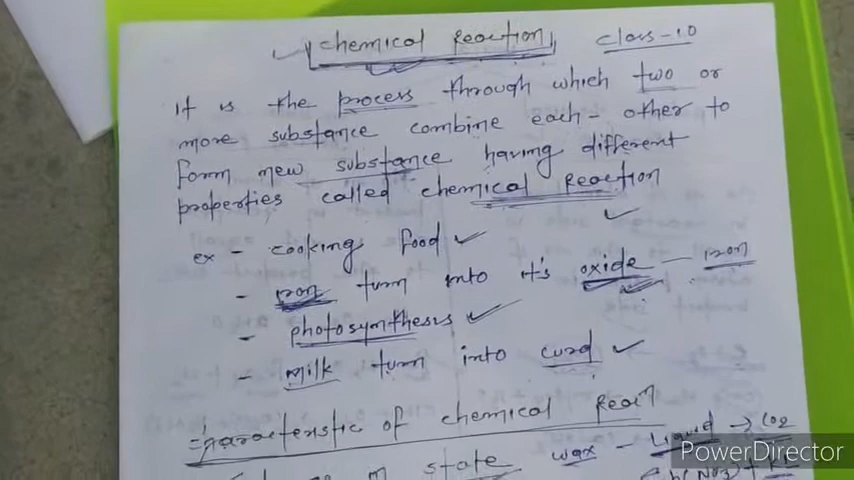 chemical Reaction class-10
it is the process through which two or
more substance combine each-other to
form new substance having different
properties called chemical Reaction
ex - cooking food
- iron turn into it's oxide - iron
- photosynthesis
- milk turn into curd
characteristic of chemical Reacn
in state wax - Liquid → CO2
PowerDirector